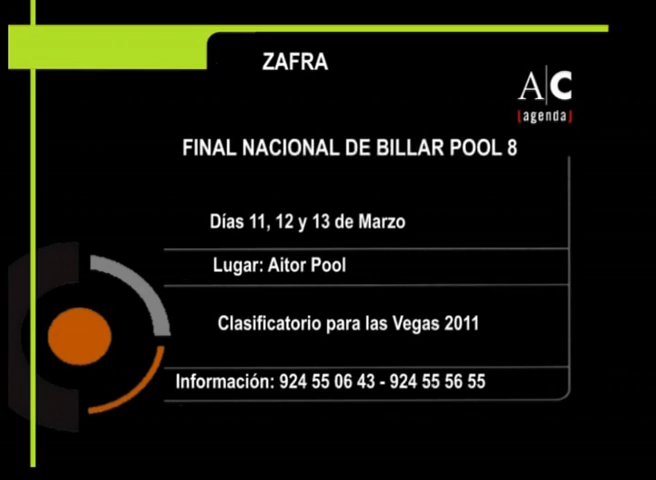 ZAFRA
A|C
(agenda)
FINAL NACIONAL DE BILLAR POOL 8
Días 11, 12 y 13 de Marzo
Lugar: Aitor Pool
Clasificatorio para las Vegas 2011
Información: 924 55 06 43 - 924 55 56 55